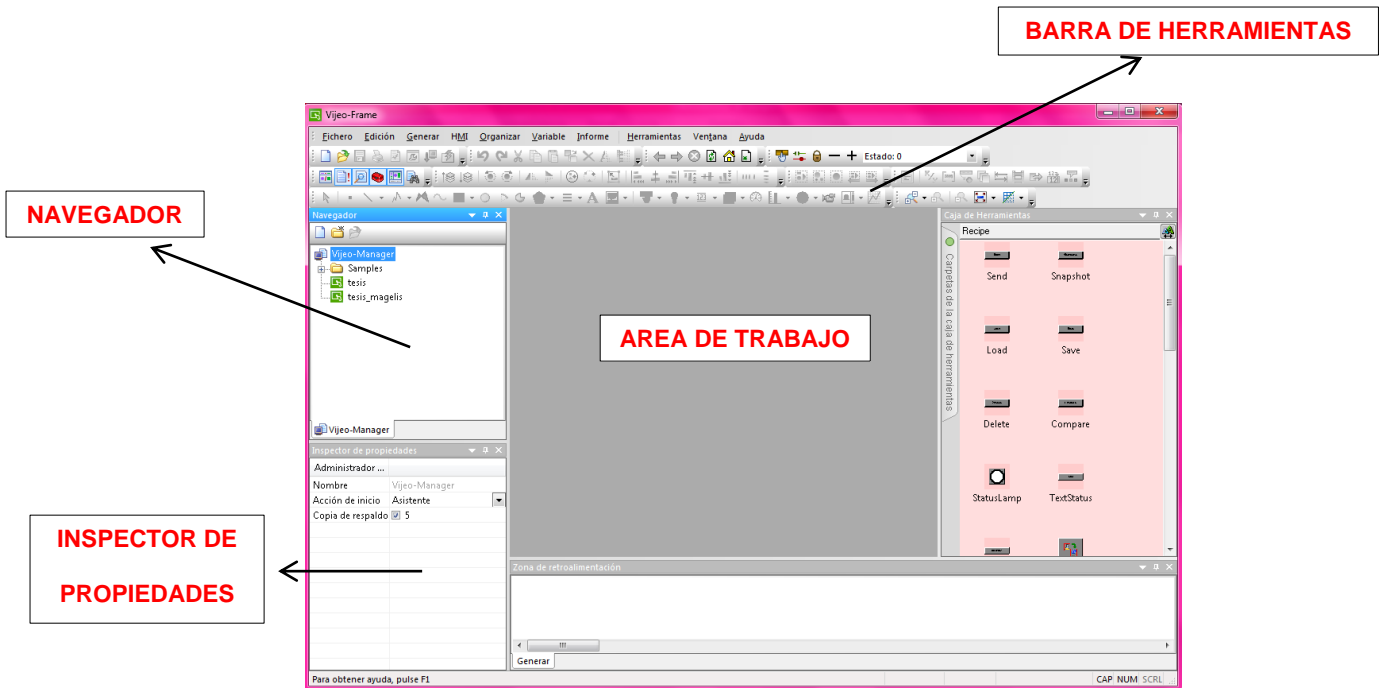 BARRA DE HERRAMIENTAS
Vijeo-Frame
Fichero Edición Generar HMI Organizar Variable Informe Herramientas Ventana Ayuda
Estado: 0
NAVEGADOR
Navegador
Vijeo-Manager
Samples
tesis
tesis_magelis
Vijeo-Manager
AREA DE TRABAJO
Caja de Herramientas
Recipe
Carpetas de la caja de herramientas
Send Snapshot
Load Save
Delete Compare
StatusLamp TextStatus
Inspector de propiedades
Administrador ...
Nombre Vijeo-Manager
Acción de inicio Asistente
Copia de respaldo 5
INSPECTOR DE
PROPIEDADES
Zona de retroalimentación
Generar
Para obtener ayuda, pulse F1
CAP NUM SCRL